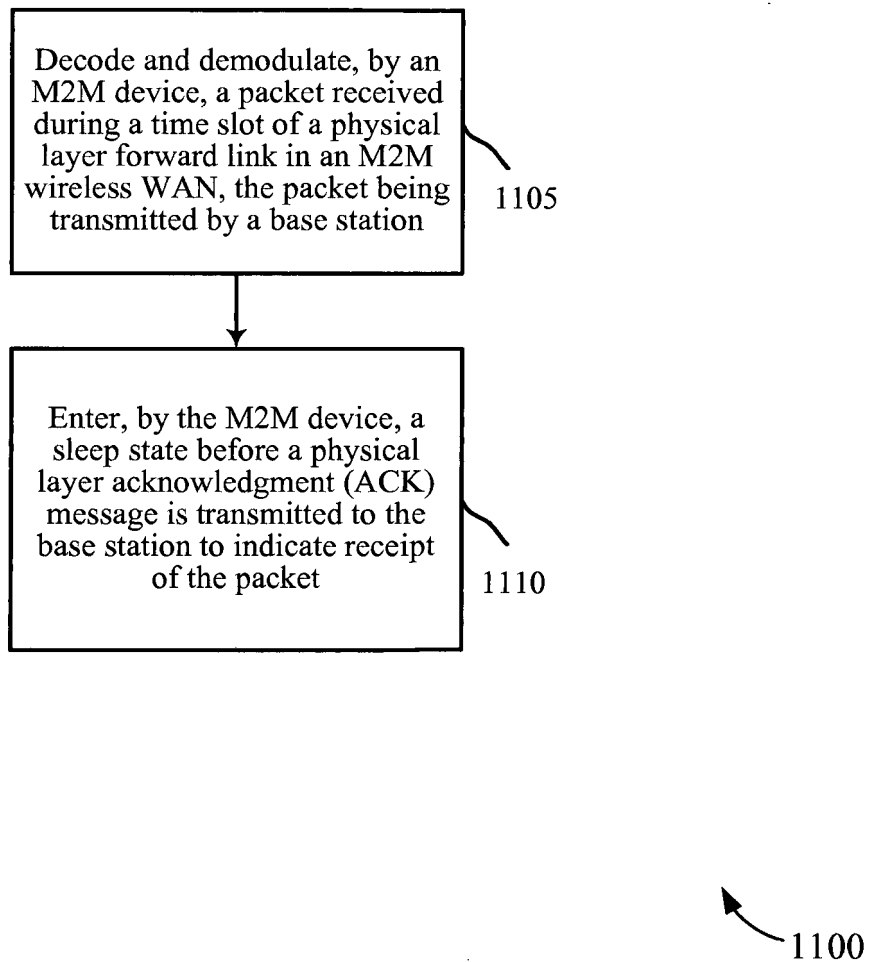 Decode and demodulate, by an
M2M device, a packet received
during a time slot of a physical
layer forward link in an M2M
wireless WAN, the packet being
transmitted by a base station
1105
Enter, by the M2M device, a
sleep state before a physical
layer acknowledgment (ACK)
message is transmitted to the
base station to indicate receipt
of the packet
1110
1100